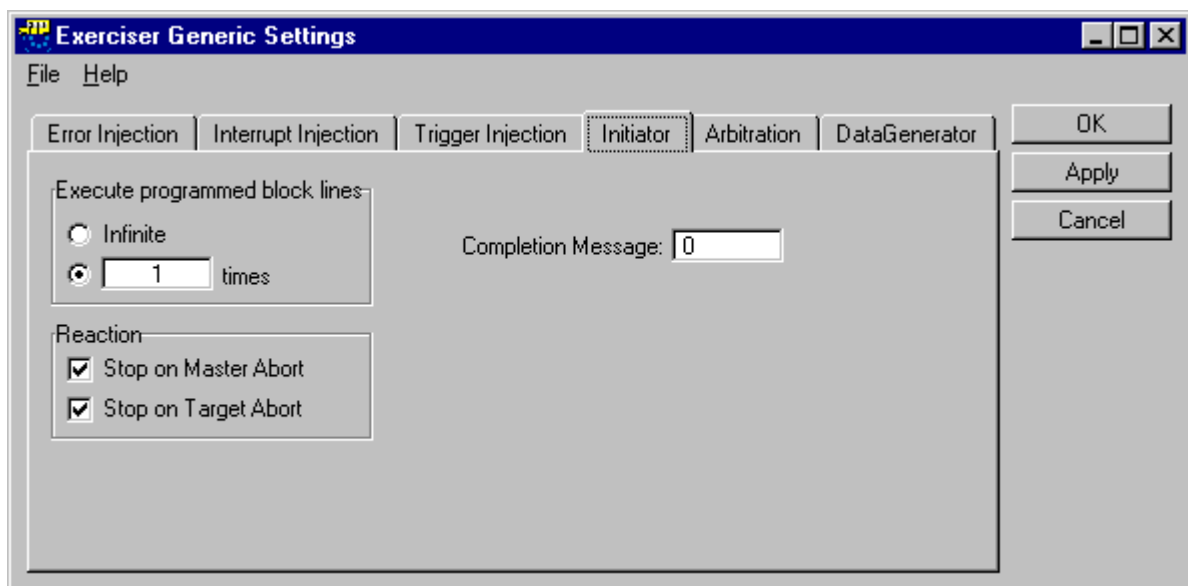 Exerciser Generic Settings
File Help
Error Injection Interrupt Injection Trigger Injection Initiator Arbitration DataGenerator
OK
Apply
Cancel
Execute programmed block lines
Infinite
1 times
Completion Message: 0
Reaction
Stop on Master Abort
Stop on Target Abort